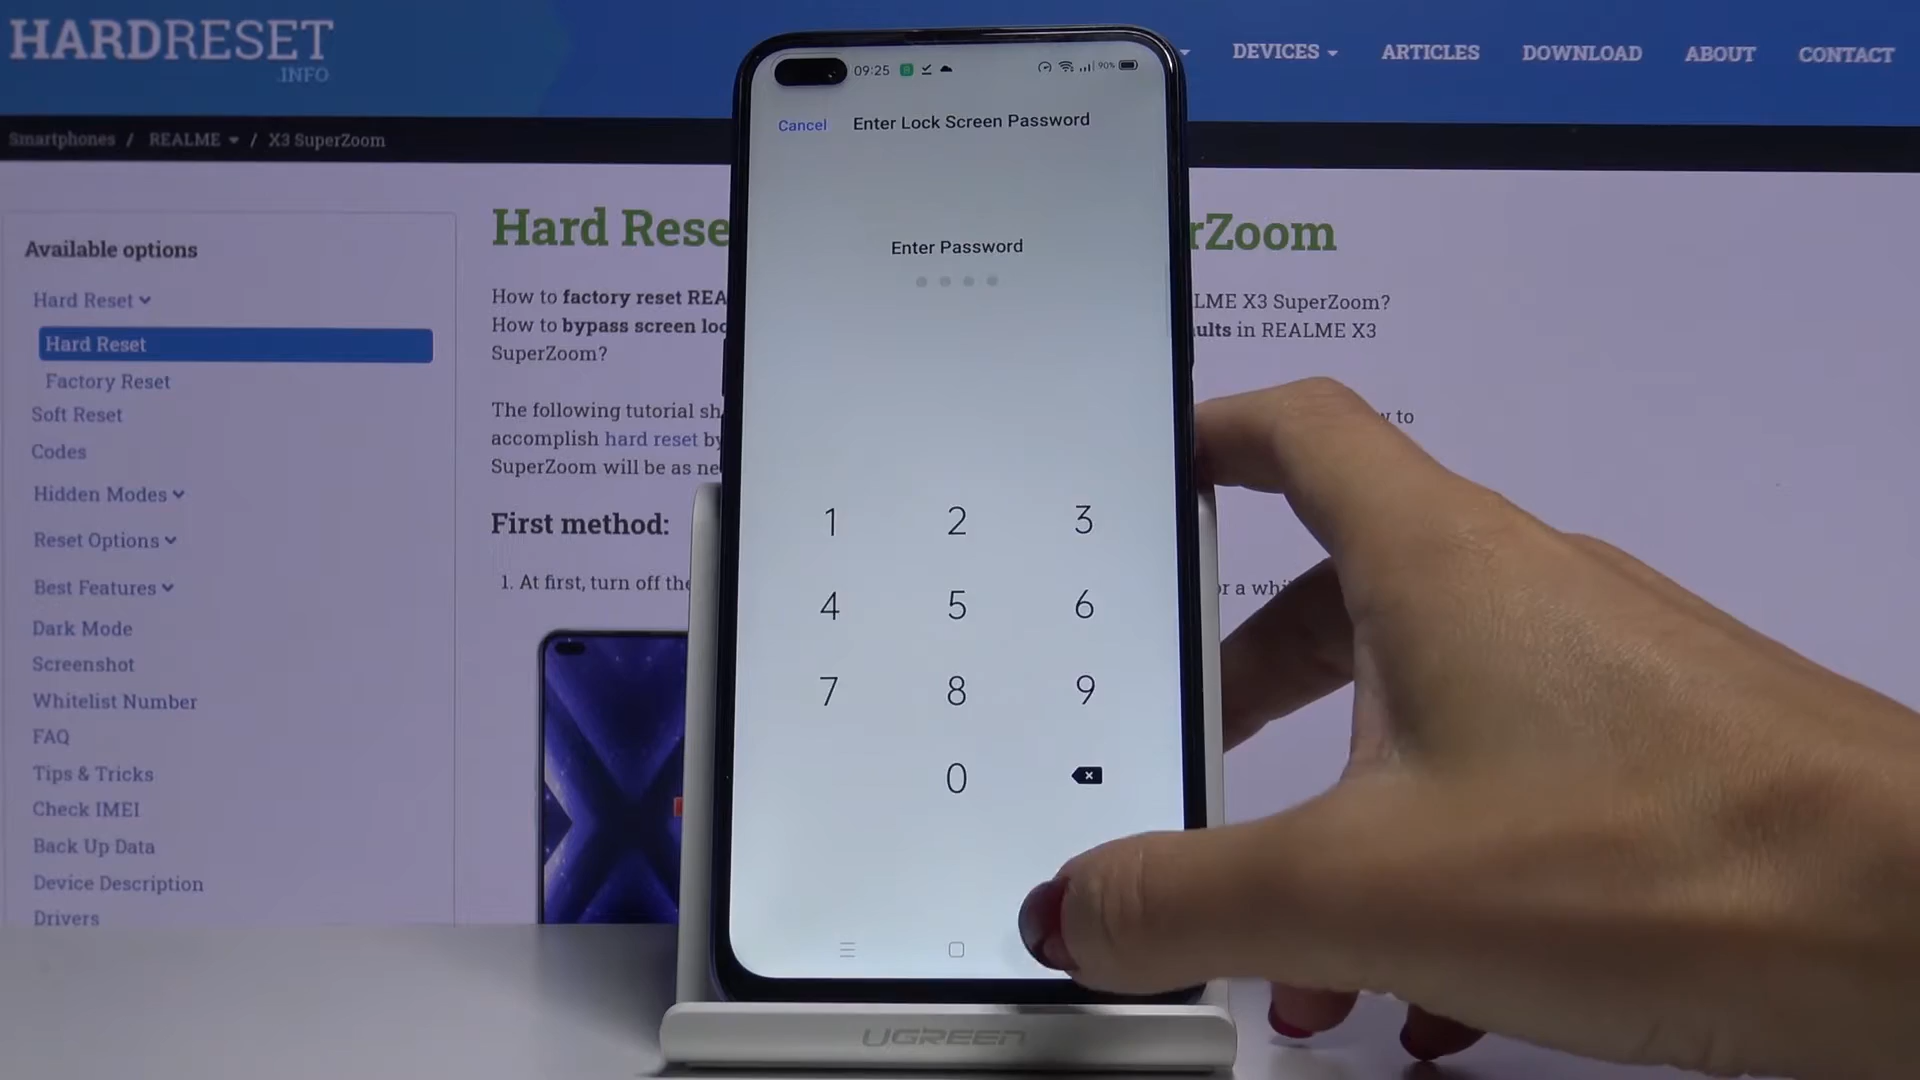 HARDRESET
.INFO
DEVICES
ARTICLES
DOWNLOAD
ABOUT
CONTACT
Smartphones / REALME / X3 SuperZoom
Available options
Hard Reset
Hard Reset
Factory Reset
Soft Reset
Codes
Hidden Modes
Reset Options
Best Features
Dark Mode
Screenshot
Whitelist Number
FAQ
Tips & Tricks
Check IMEI
Back Up Data
Device Description
Drivers
Hard Rese
rZoom
How to factory reset REA
LME X3 SuperZoom?
How to bypass screen loc
ults in REALME X3
SuperZoom?
The following tutorial sh
w to
accomplish hard reset by
SuperZoom will be as ne
First method:
1. At first, turn off the
or a whi
09:25
90%
Cancel
Enter Lock Screen Password
Enter Password
1 2 3
4 5 6
7 8 9
0
UGREEN